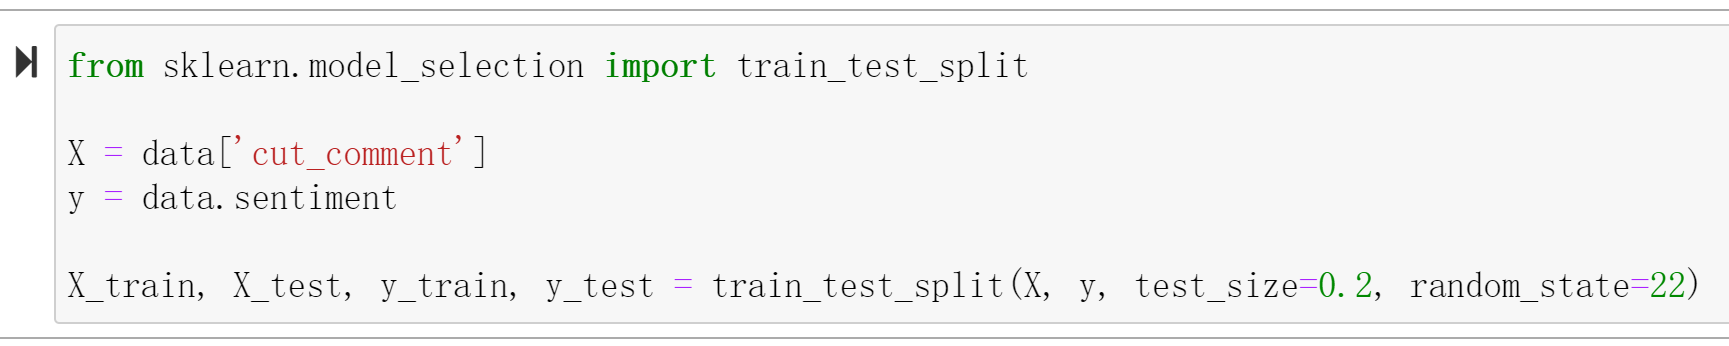 from sklearn.model_selection import train_test_split
X = data['cut_comment']
y = data.sentiment
X_train, X_test, y_train, y_test = train_test_split(X, y, test_size=0.2, random_state=22)